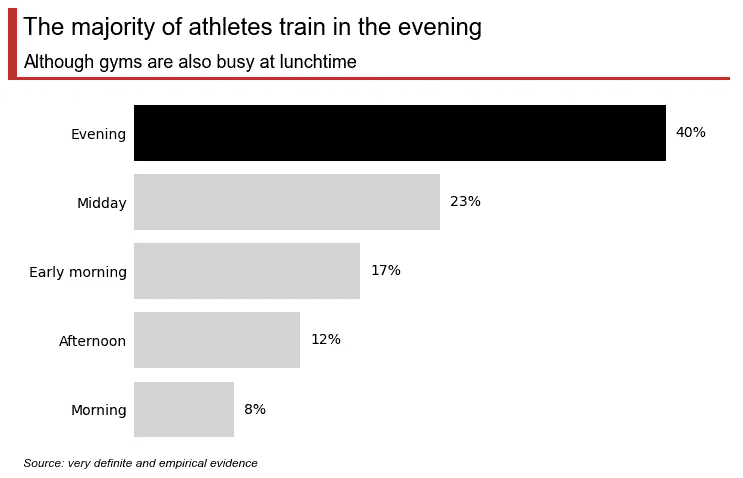 The majority of athletes train in the evening
Although gyms are also busy at lunchtime
Evening 40%
Midday 23%
Early morning 17%
Afternoon 12%
Morning 8%
Source: very definite and empirical evidence